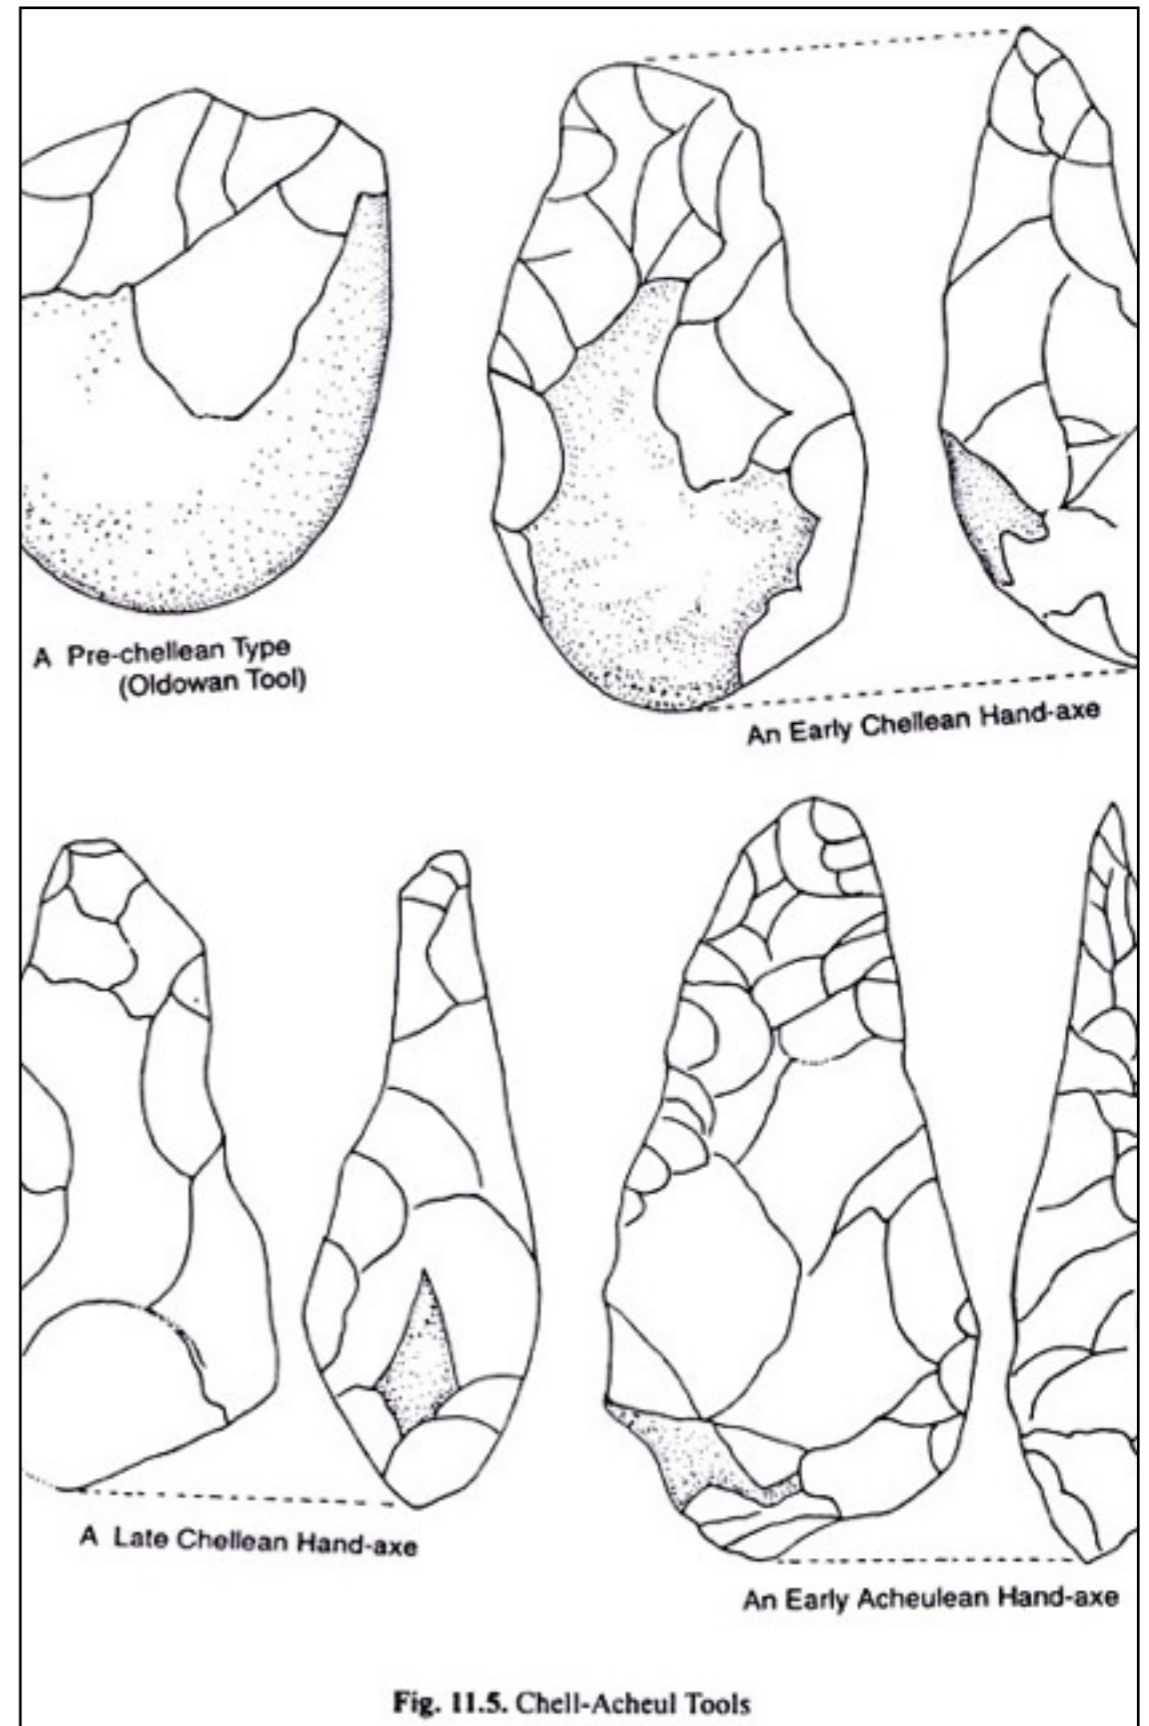 A Pre-chellean Type
(Oldowan Tool)
An Early Chellean Hand-axe
A Late Chellean Hand-axe
An Early Acheulean Hand-axe
Fig. 11.5. Chell-Acheul Tools